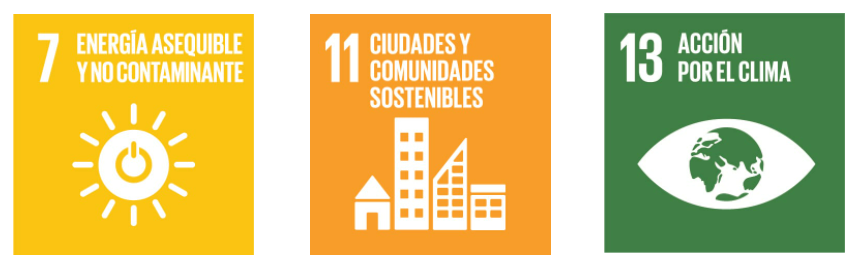 7 ENERGÍA ASEQUIBLE
Y NO CONTAMINANTE
11 CIUDADES Y
COMUNIDADES
SOSTENIBLES
13 ACCIÓN
POR EL CLIMA